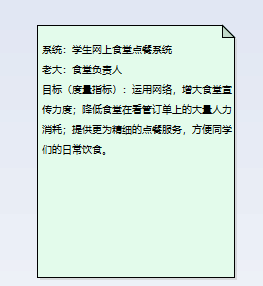 系统：学生网上食堂点餐系统
老大：食堂负责人
目标（度量指标）：运用网络，增大食堂宣
传力度；降低食堂在看管订单上的大量人力
消耗；提供更为精细的点餐服务，方便同学
们的日常饮食。